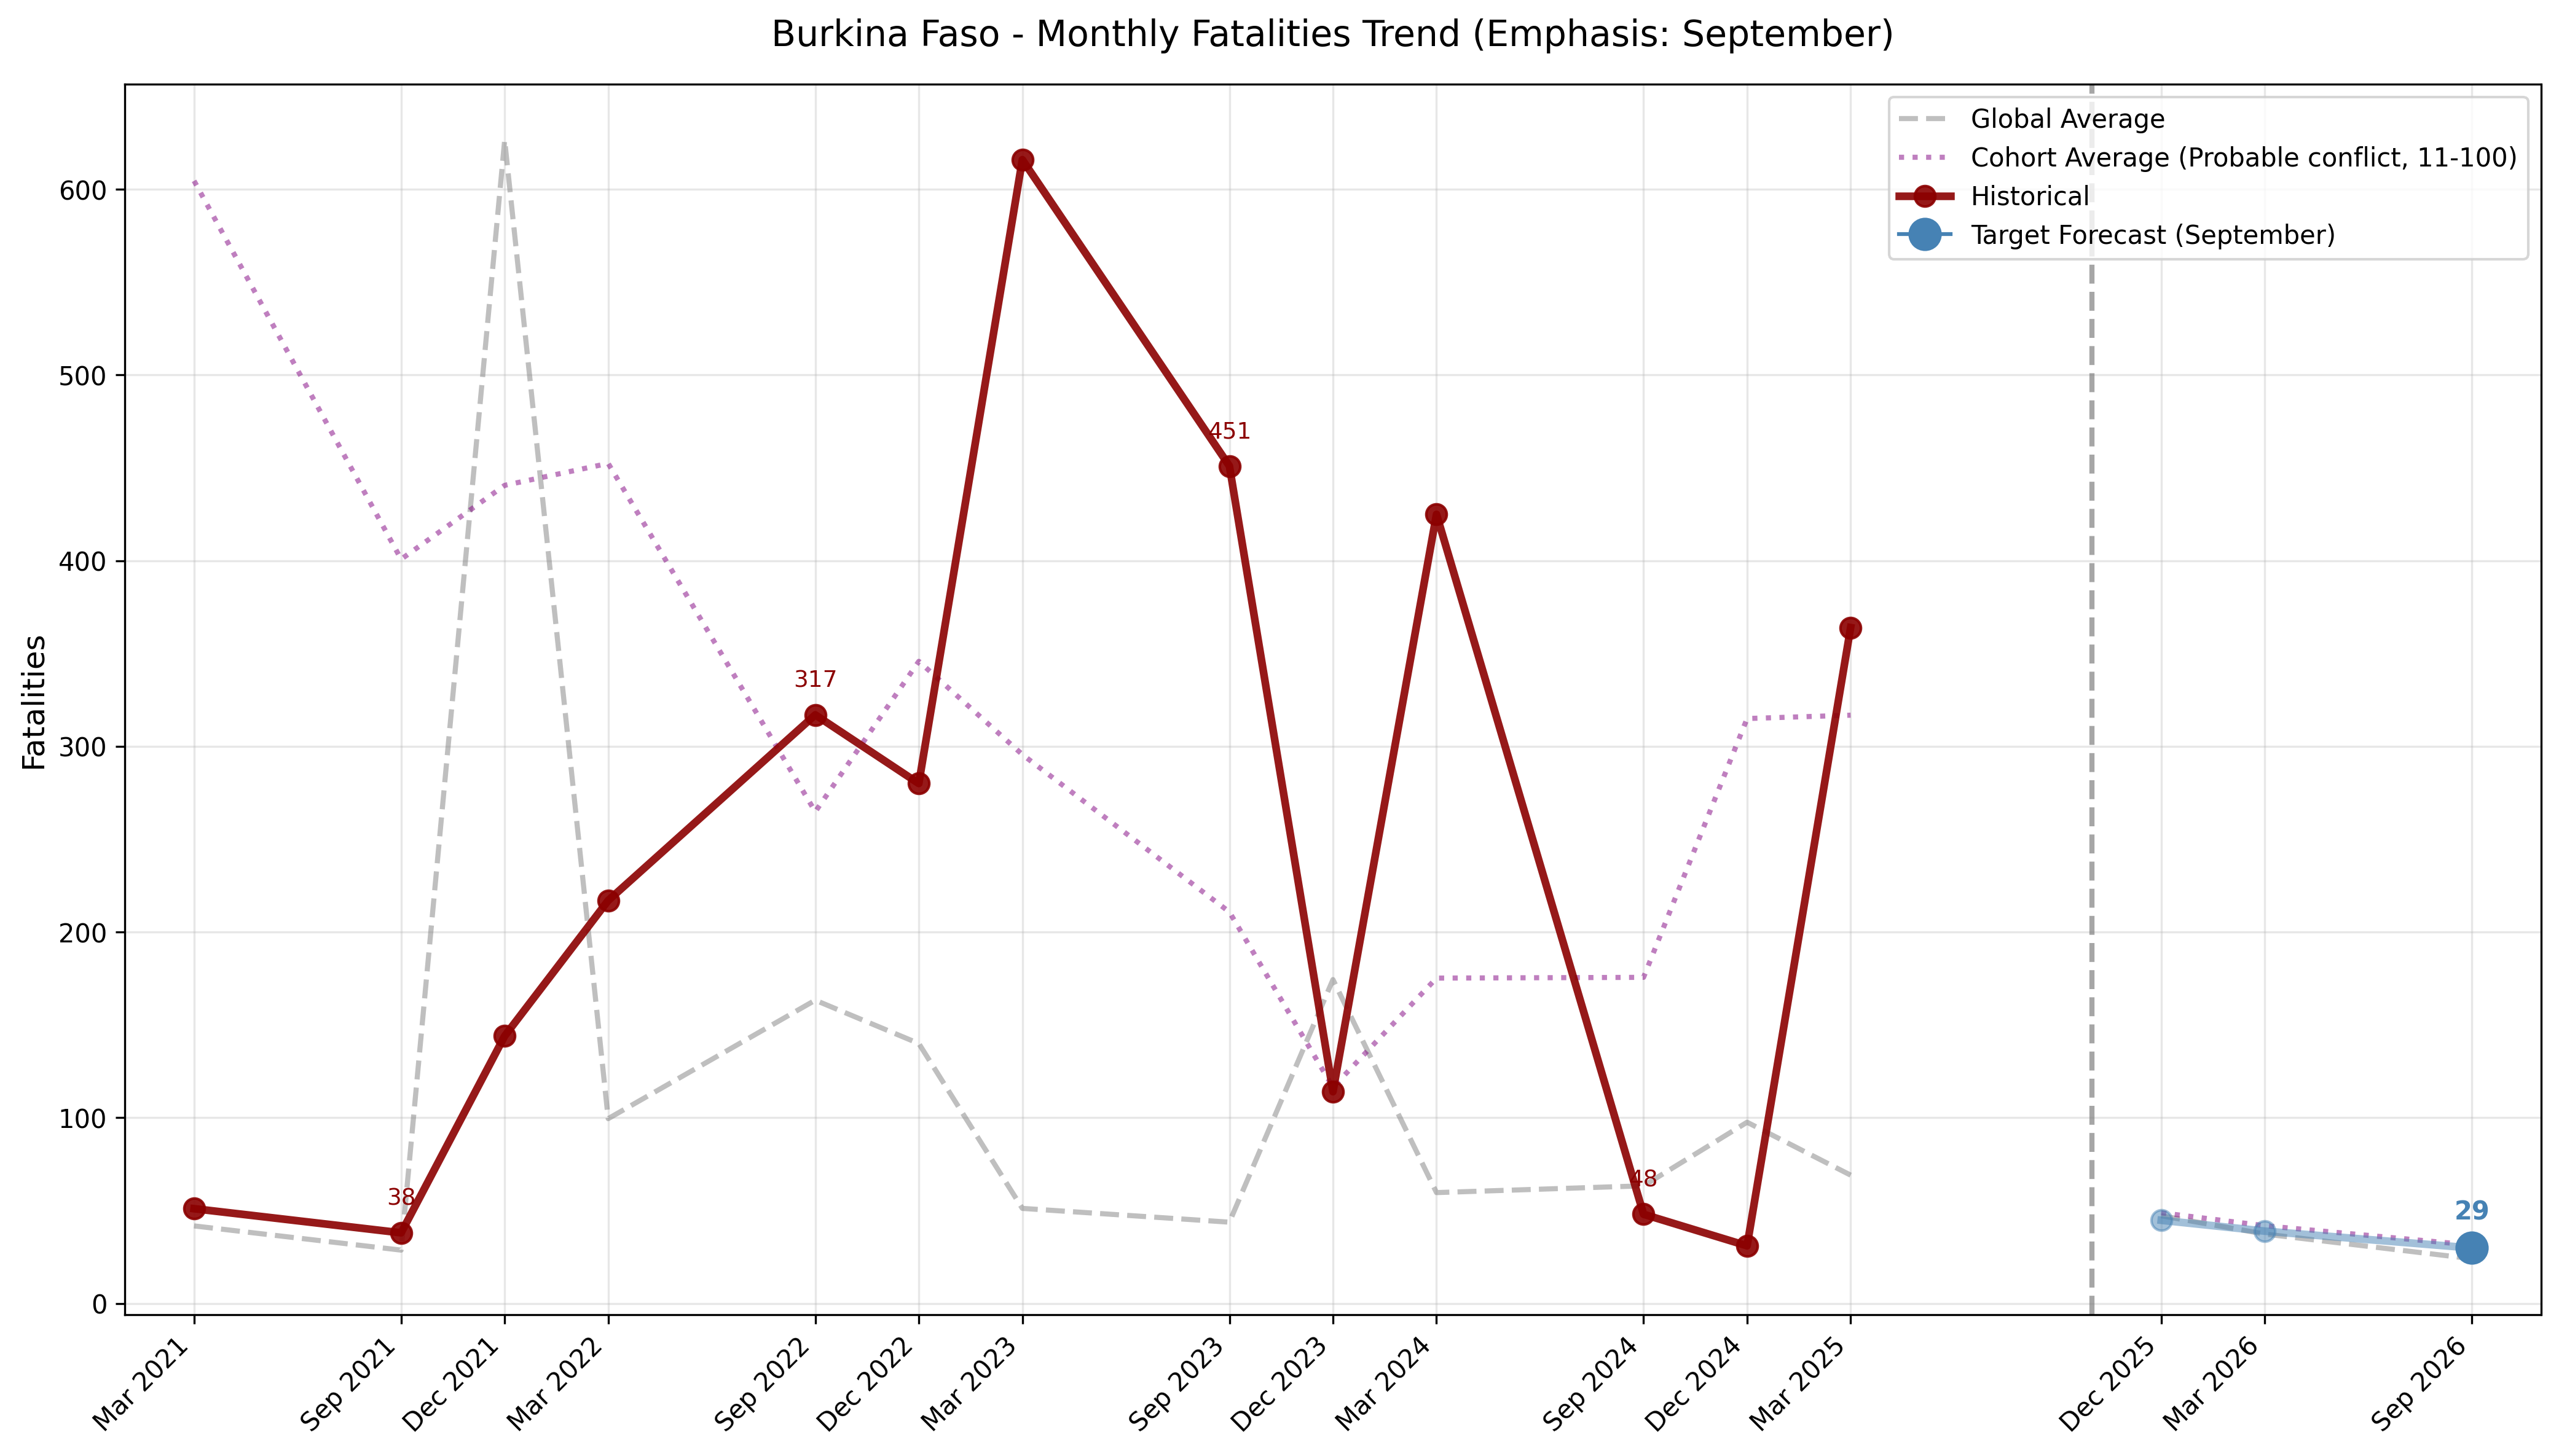 Burkina Faso - Monthly Fatalities Trend (Emphasis: September)
Global Average
Cohort Average (Probable conflict, 11-100)
Historical
Target Forecast (September)
Fatalities
600
500
400
300
200
100
0
38
317
451
48
29
Mar 2021
Sep 2021
Dec 2021
Mar 2022
Sep 2022
Dec 2022
Mar 2023
Sep 2023
Dec 2023
Mar 2024
Sep 2024
Dec 2024
Mar 2025
Dec 2025
Mar 2026
Sep 2026